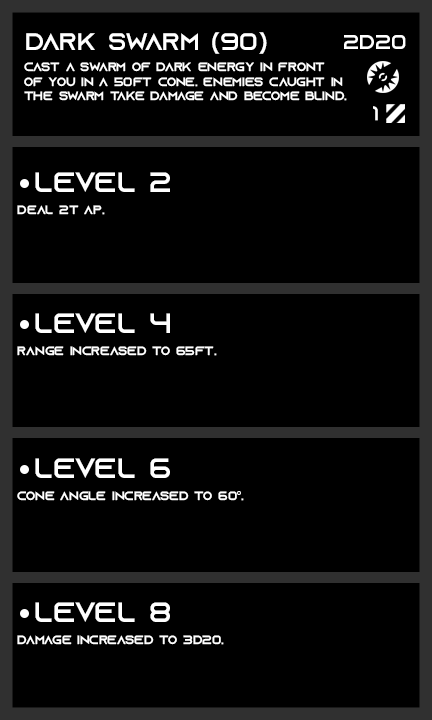 DARK SWARM (90)
2D20
CAST A SWARM OF DARK ENERGY IN FRONT
OF YOU IN A 50FT CONE. ENEMIES CAUGHT IN
THE SWARM TAKE DAMAGE AND BECOME BLIND.
1
•LEVEL 2
DEAL 2T AP.
•LEVEL 4
RANGE INCREASED TO 65FT.
•LEVEL 6
CONE ANGLE INCREASED TO 60°.
•LEVEL 8
DAMAGE INCREASED TO 3D20.